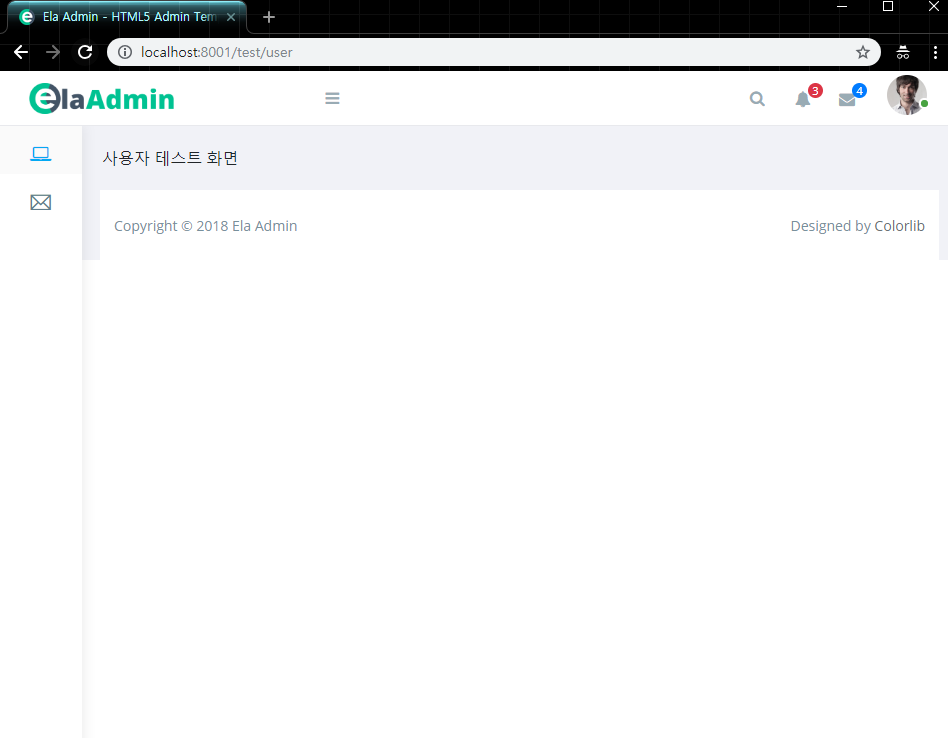 Ela Admin - HTML5 Admin Tem
localhost:8001/test/user
elaAdmin
3
4
사용자 테스트 화면
Copyright © 2018 Ela Admin
Designed by Colorlib